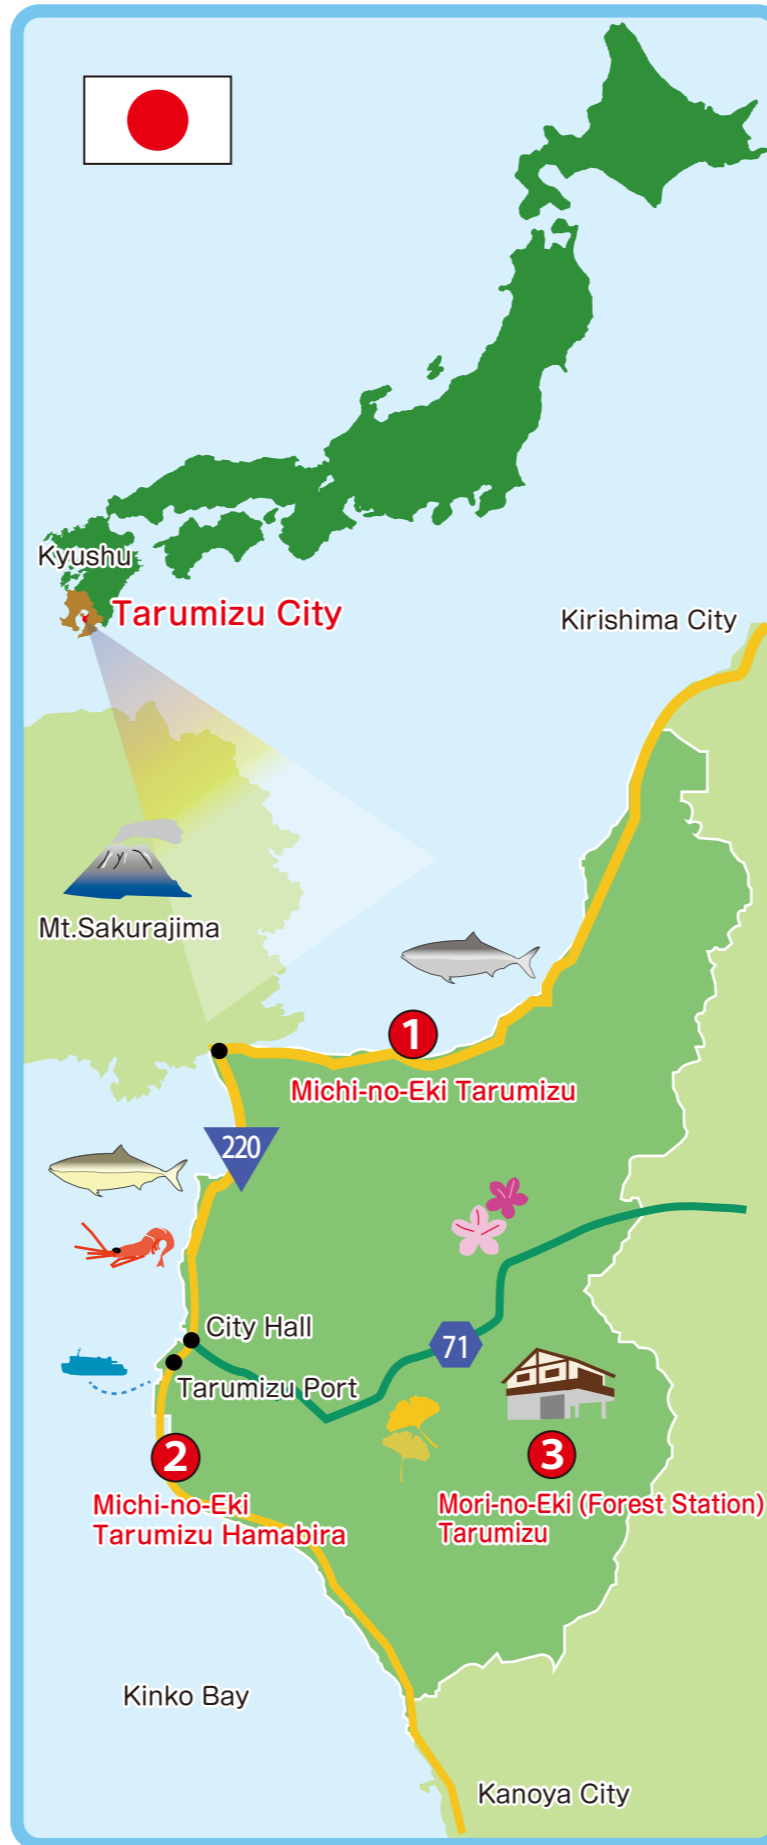 Kyushu
Tarumizu City
Kirishima City
Mt.Sakurajima
1
Michi-no-Eki Tarumizu
220
City Hall
71
Tarumizu Port
2
Michi-no-Eki
Tarumizu Hamabira
3
Mori-no-Eki (Forest Station)
Tarumizu
Kinko Bay
Kanoya City